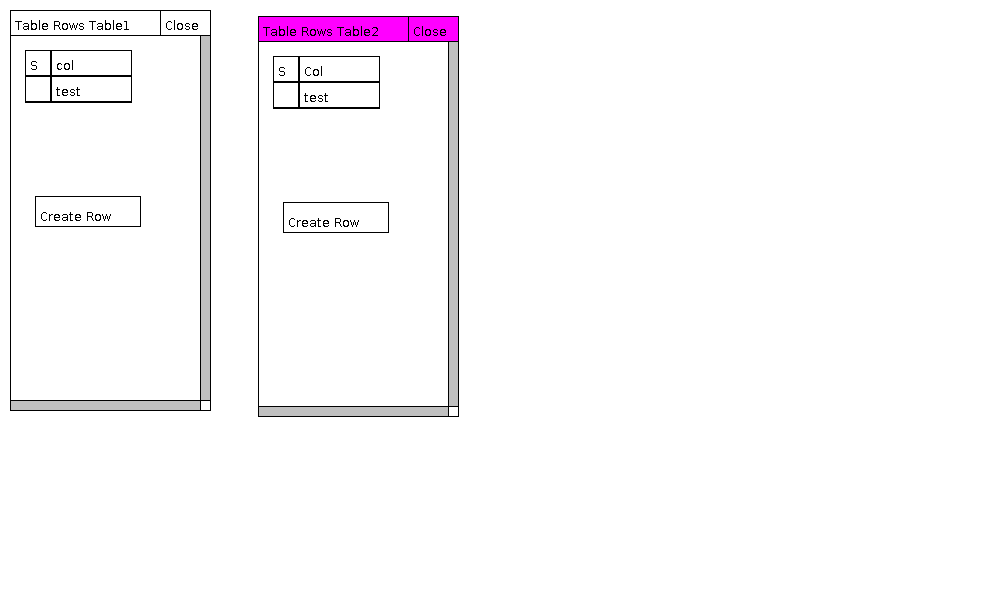 Table Rows Table1 Close
S col
test
Create Row
Table Rows Table2 Close
S Col
test
Create Row